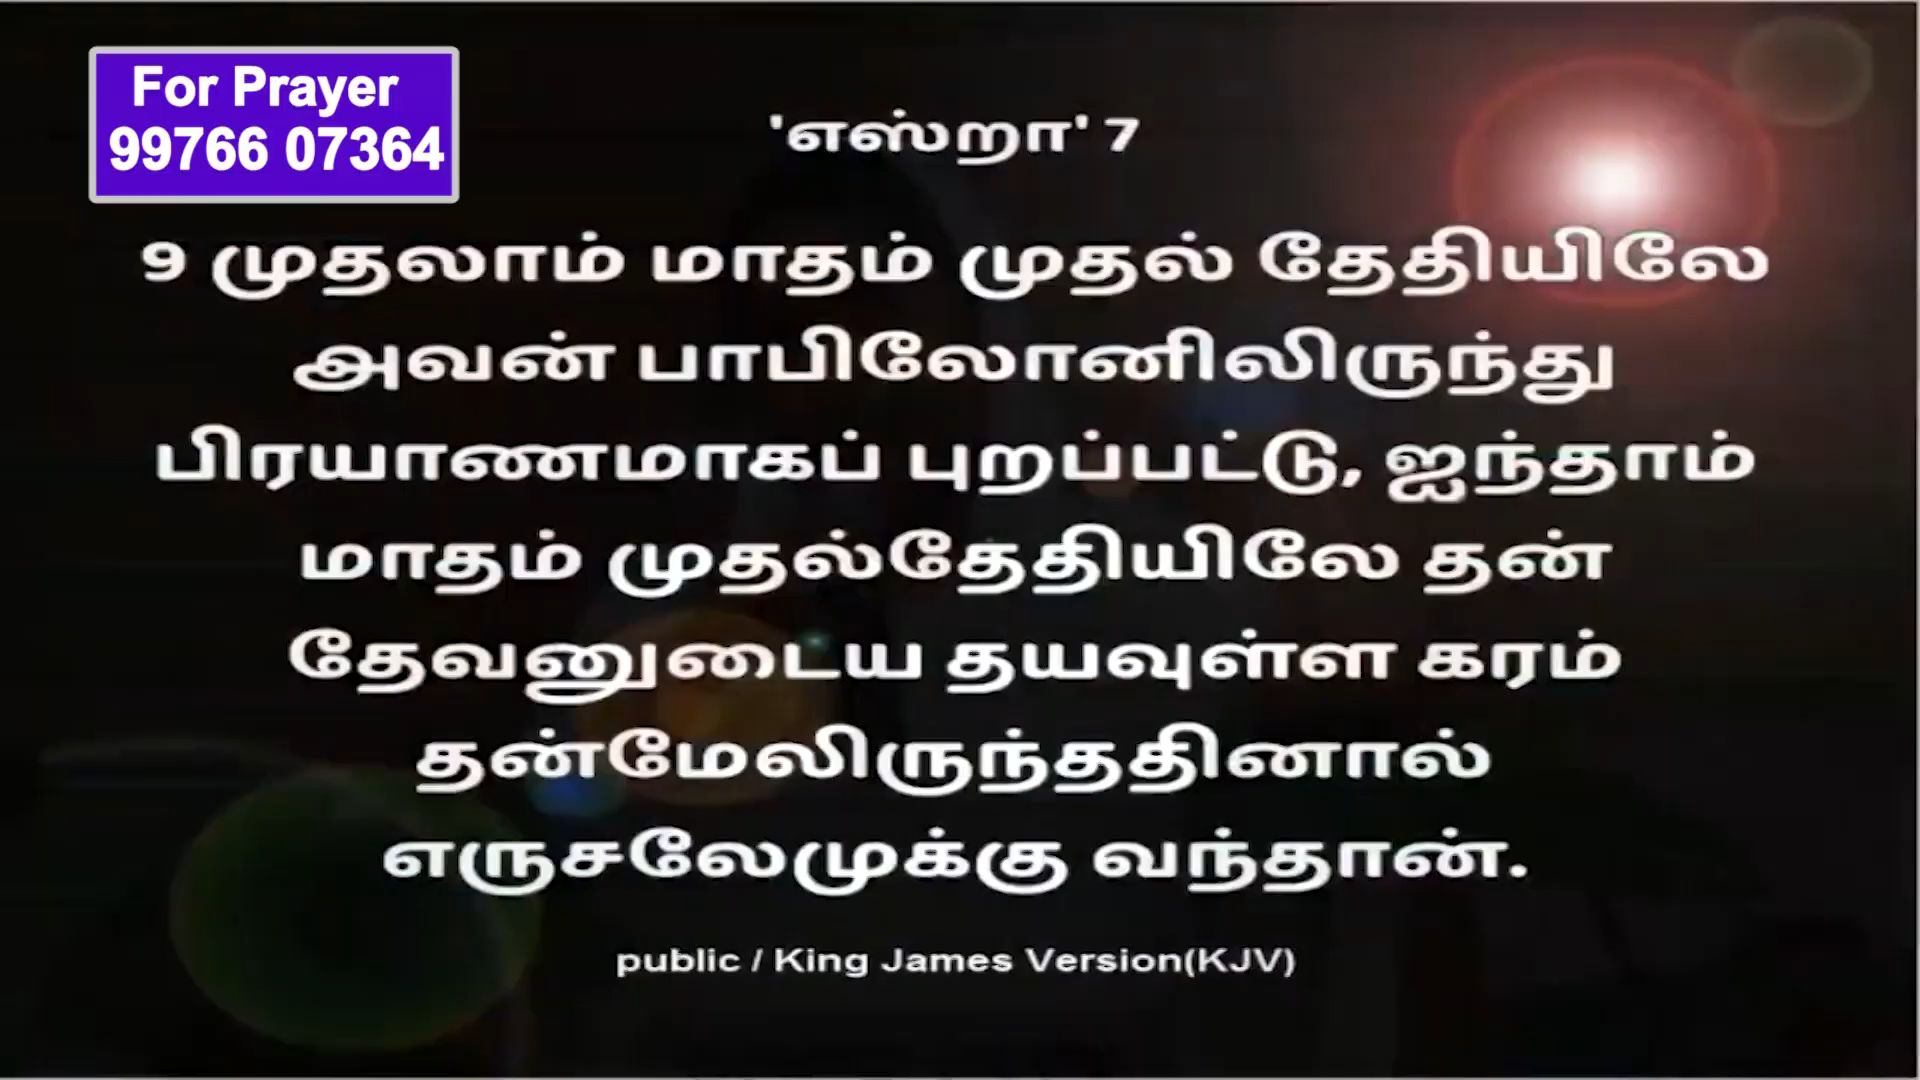 For Prayer
99766 07364
'எஸ்றா' 7
9 முதலாம் மாதம் முதல் தேதியிலே
அவன் பாபிலோனிலிருந்து
பிரயாணமாகப் புறப்பட்டு, ஐந்தாம்
மாதம் முதல்தேதியிலே தன்
தேவனுடைய தயவுள்ள கரம்
தன்மேலிருந்ததினால்
எருசலேமுக்கு வந்தான்.
public / King James Version(KJV)